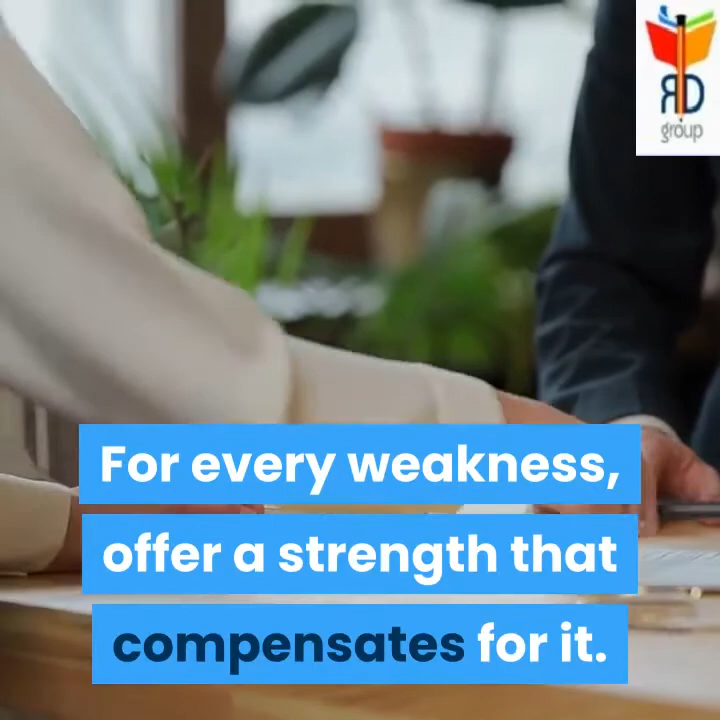 RD
group
For every weakness,
offer a strength that
compensates for it.